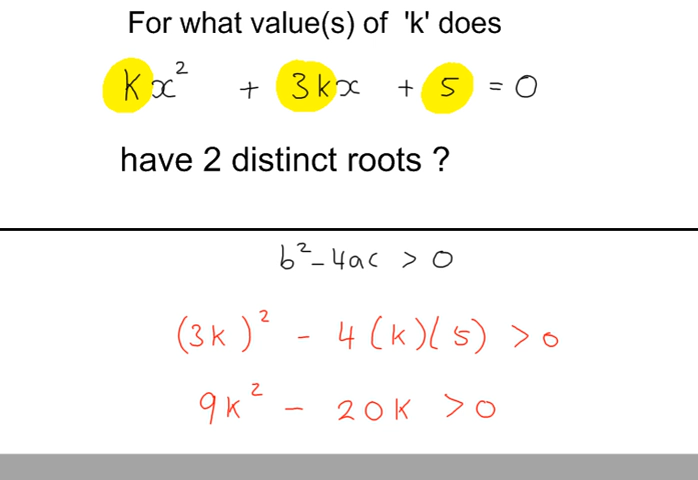 For what value(s) of 'k' does
kx² + 3kx + 5 = 0
have 2 distinct roots ?
b² - 4ac > 0
(3k)² - 4(k)(5) > 0
9k² - 20k > 0